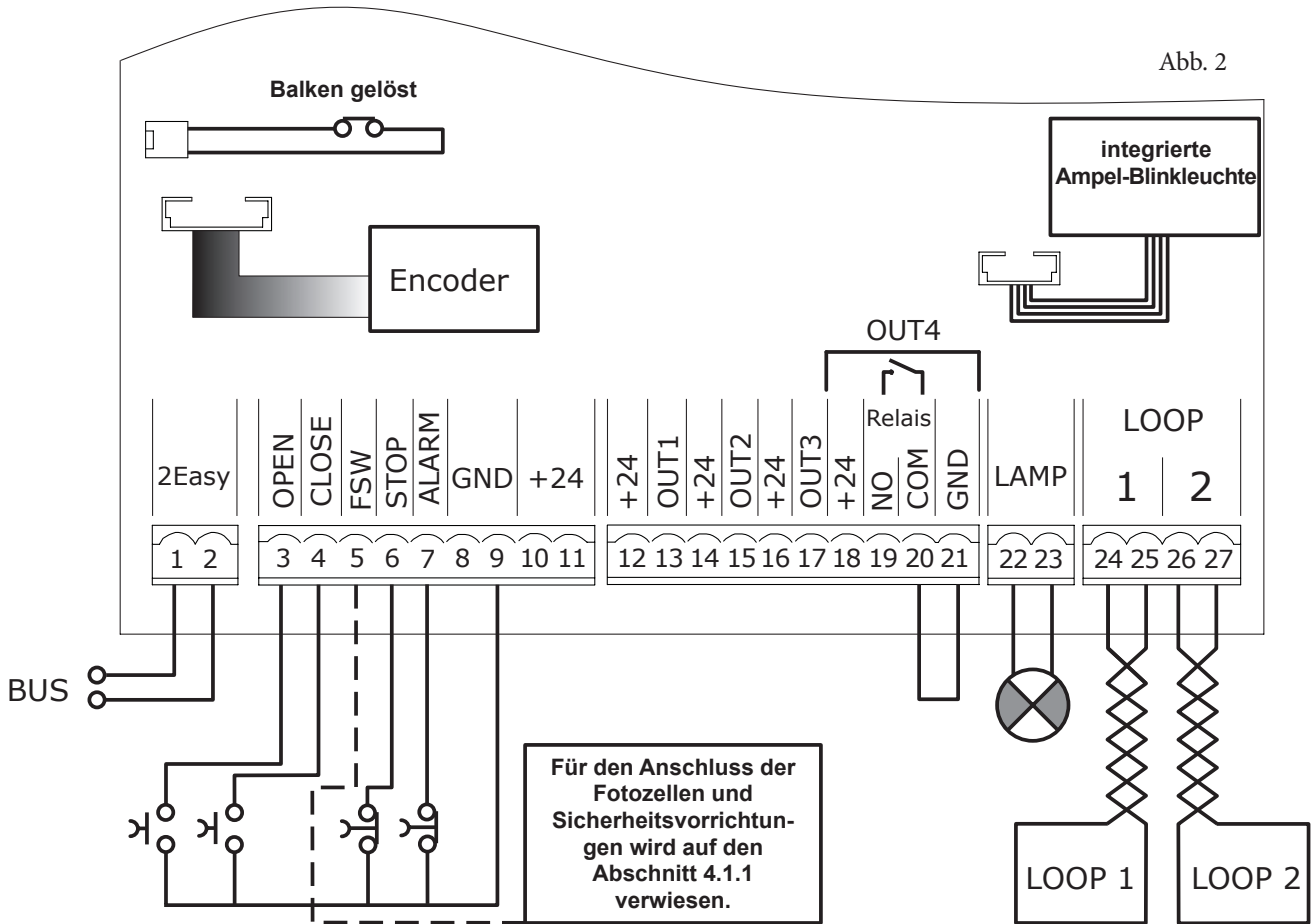 Abb. 2
Balken gelöst
integrierte
Ampel-Blinkleuchte
Encoder
OUT4
Relais
2Easy
OPEN
CLOSE
FSW
STOP
ALARM
GND
+24
+24
OUT1
+24
OUT2
+24
OUT3
+24
NO
COM
GND
LAMP
LOOP
1 2
1 2 3 4 5 6 7 8 9 10 11 12 13 14 15 16 17 18 19 20 21 22 23 24 25 26 27
BUS
Für den Anschluss der
Fotozellen und
Sicherheitsvorrichtun-
gen wird auf den
Abschnitt 4.1.1
verwiesen.
LOOP 1
LOOP 2